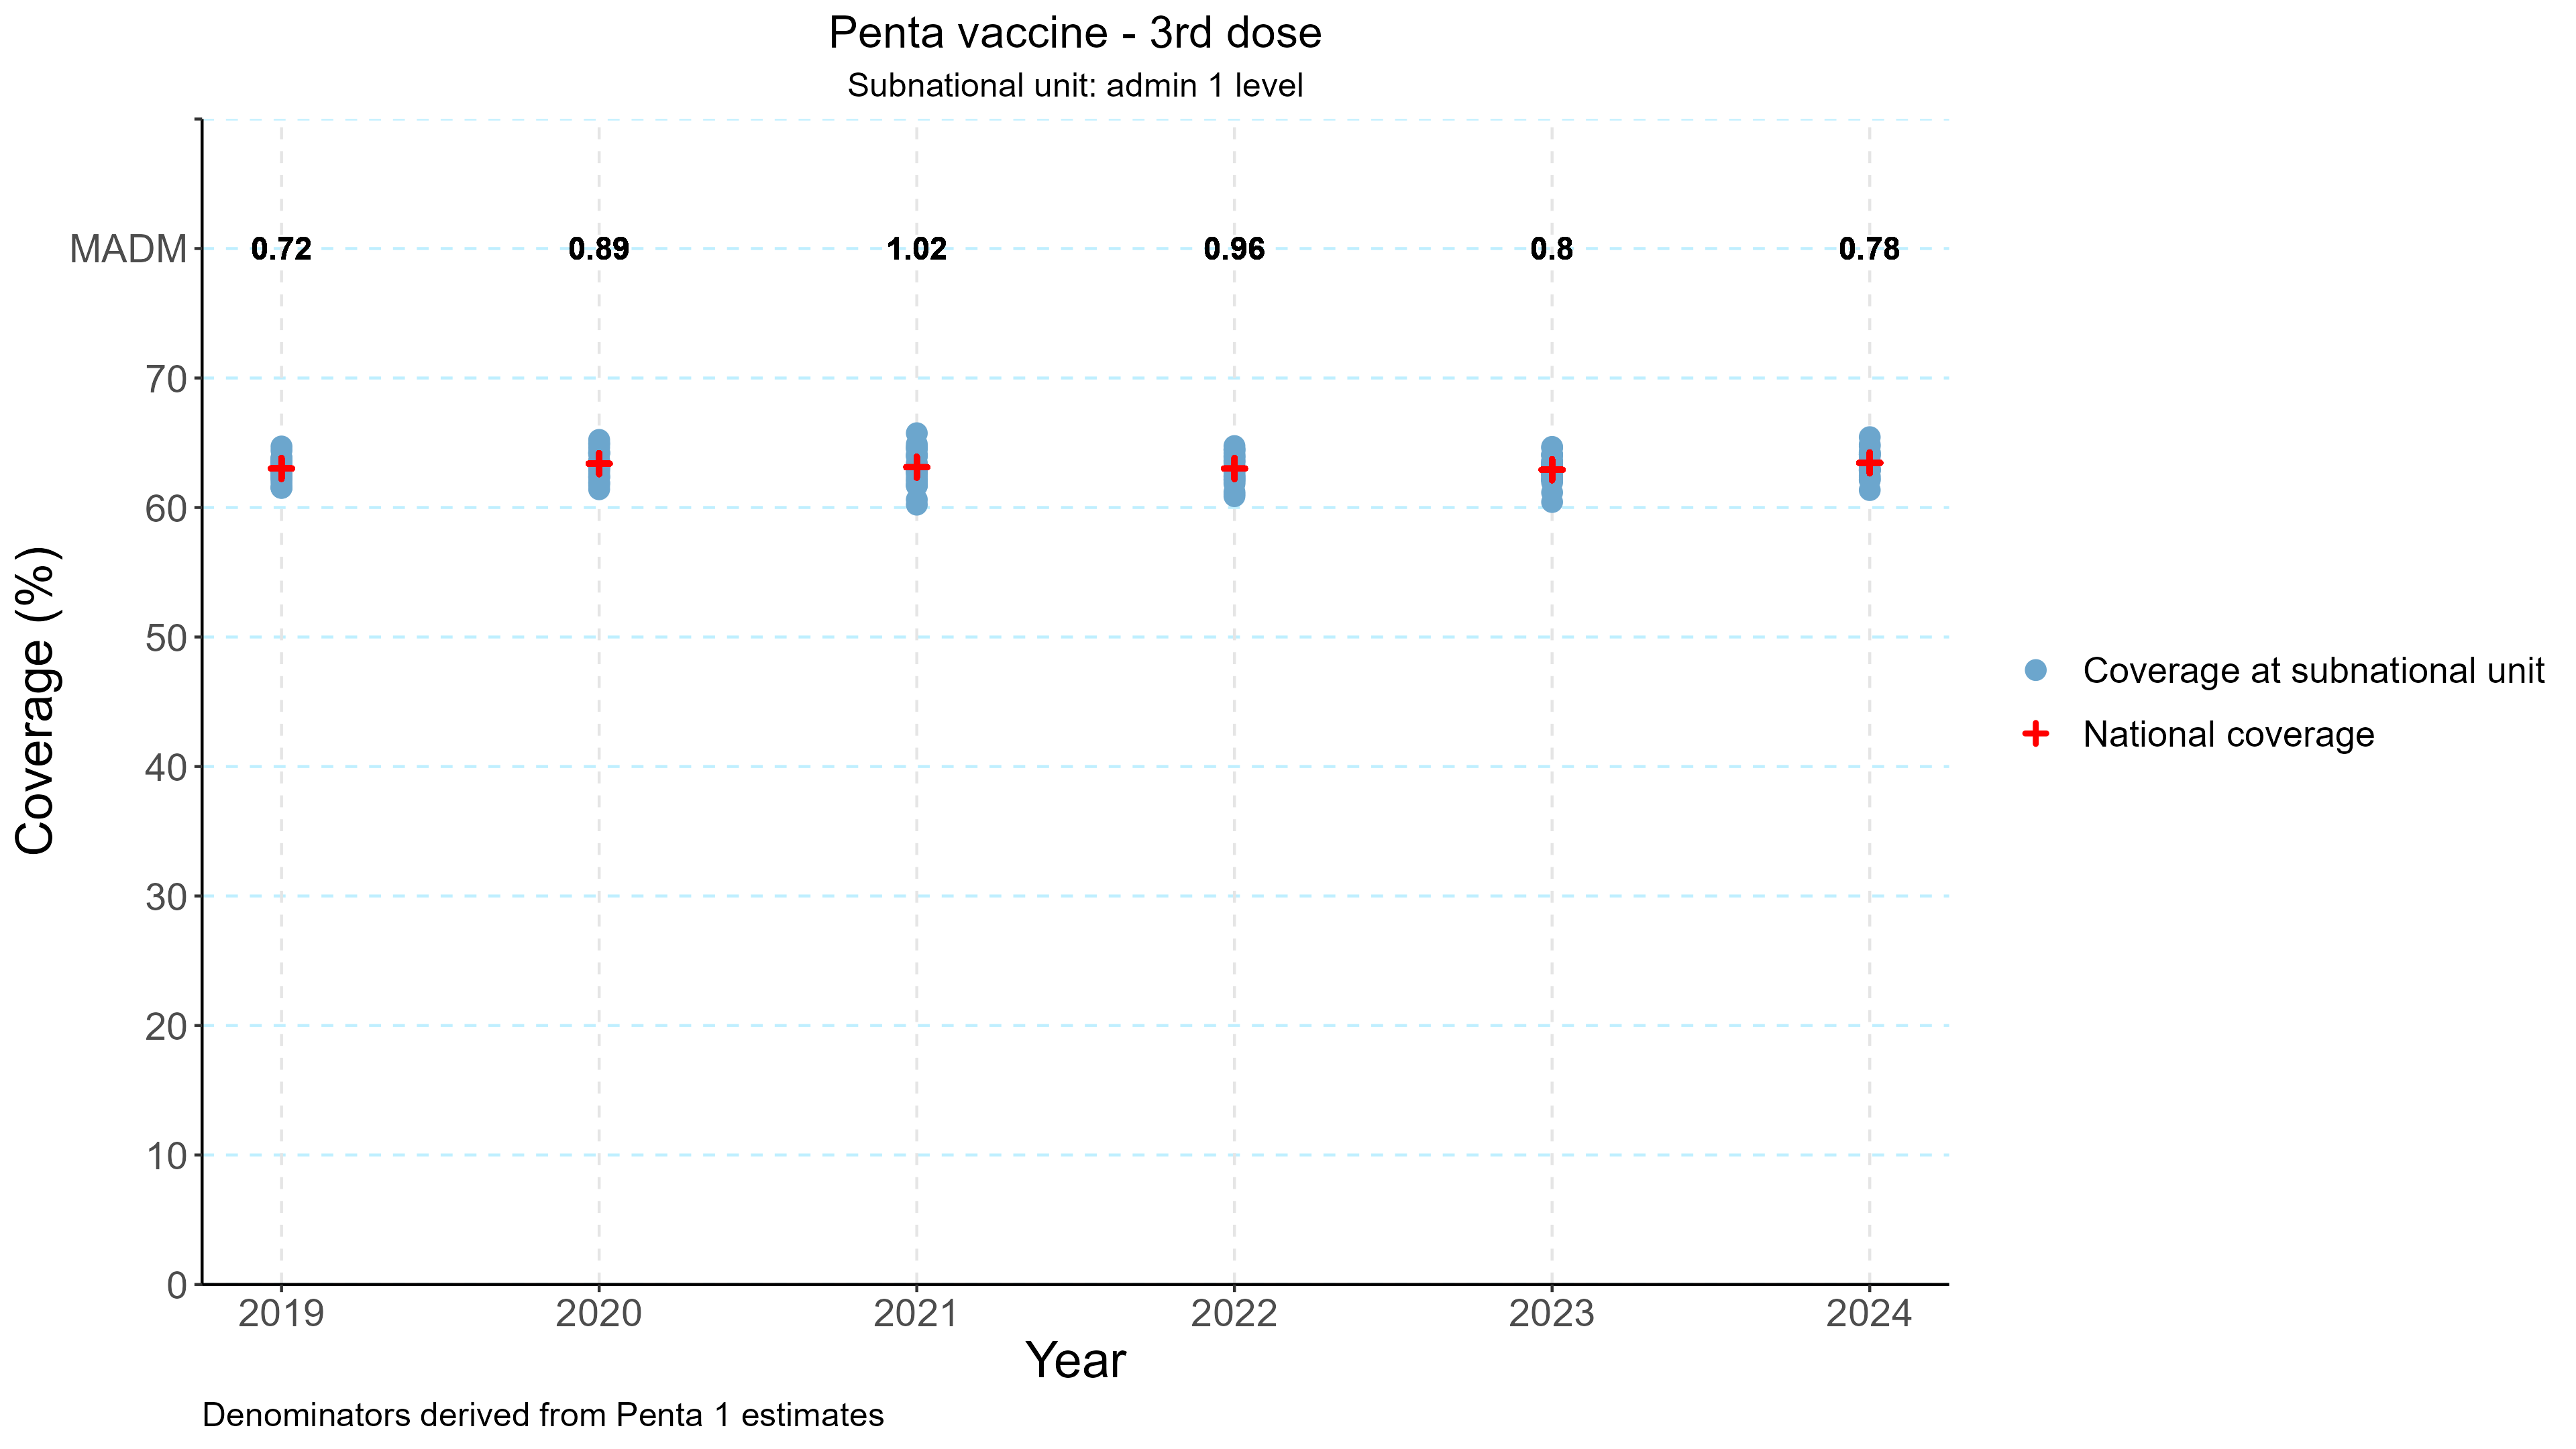 Penta vaccine - 3rd dose
Subnational unit: admin 1 level
MADM 0.72 0.89 1.02 0.96 0.8 0.78
70
60
50
40
30
20
10
0
Coverage (%)
Coverage at subnational unit
National coverage
2019 2020 2021 2022 2023 2024
Year
Denominators derived from Penta 1 estimates